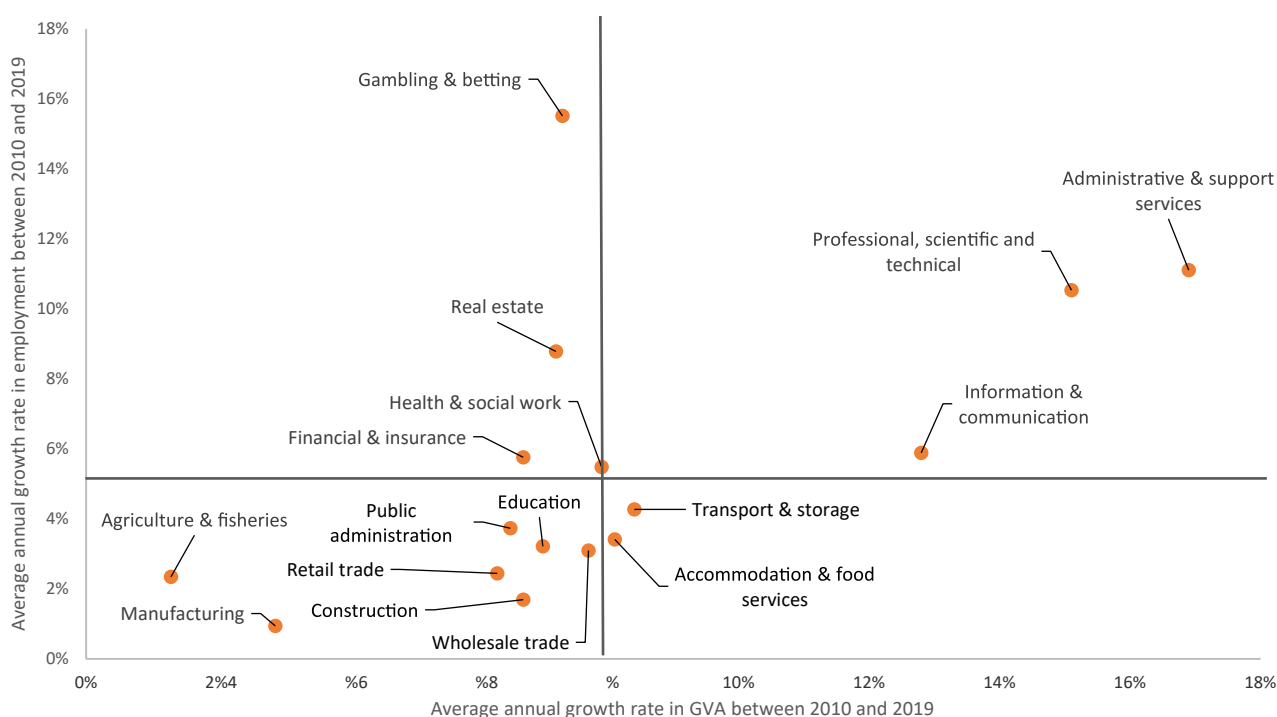 Average annual growth rate in employment between 2010 and 2019
18%
16%
14%
12%
10%
8%
6%
4%
2%
0%
Gambling & betting
Administrative & support
services
Professional, scientific and
technical
Real estate
Information &
communication
Health & social work
Financial & insurance
Education
Public
administration
Transport & storage
Agriculture & fisheries
Retail trade
Accommodation & food
services
Construction
Manufacturing
Wholesale trade
0% 2%4 %6 %8 % 10% 12% 14% 16% 18%
Average annual growth rate in GVA between 2010 and 2019